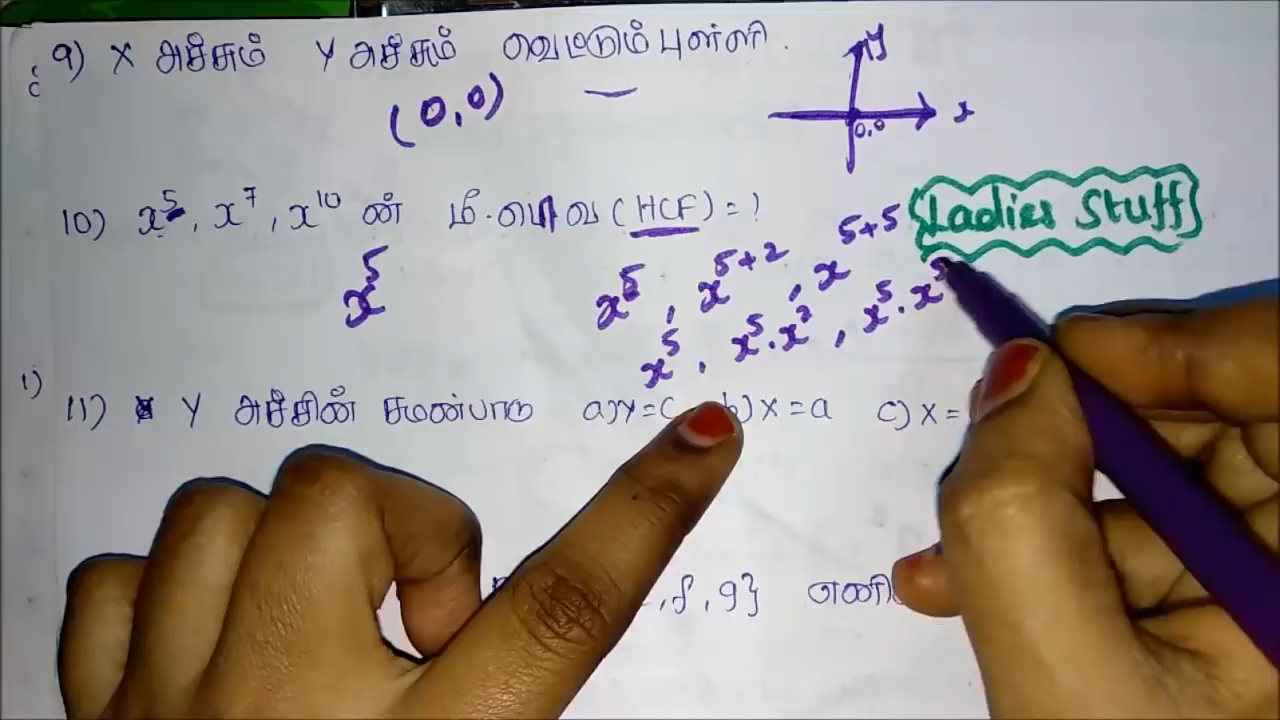 9) X அச்சும் Y அச்சும் வெட்டும் புள்ளி.
(0,0)
y
x
0,0
10) x⁵, x⁷, x¹⁰ ன் மீ.பொ.வ (HCF) = ?
Ladies Stuff
x⁵
x⁵, x⁵⁺², x⁵⁺⁵
x⁵, x⁵.x², x⁵.x⁵
1)
11) Y அச்சின் சமன்பாடு a) Y = b) X = a c) X =
,f,g}